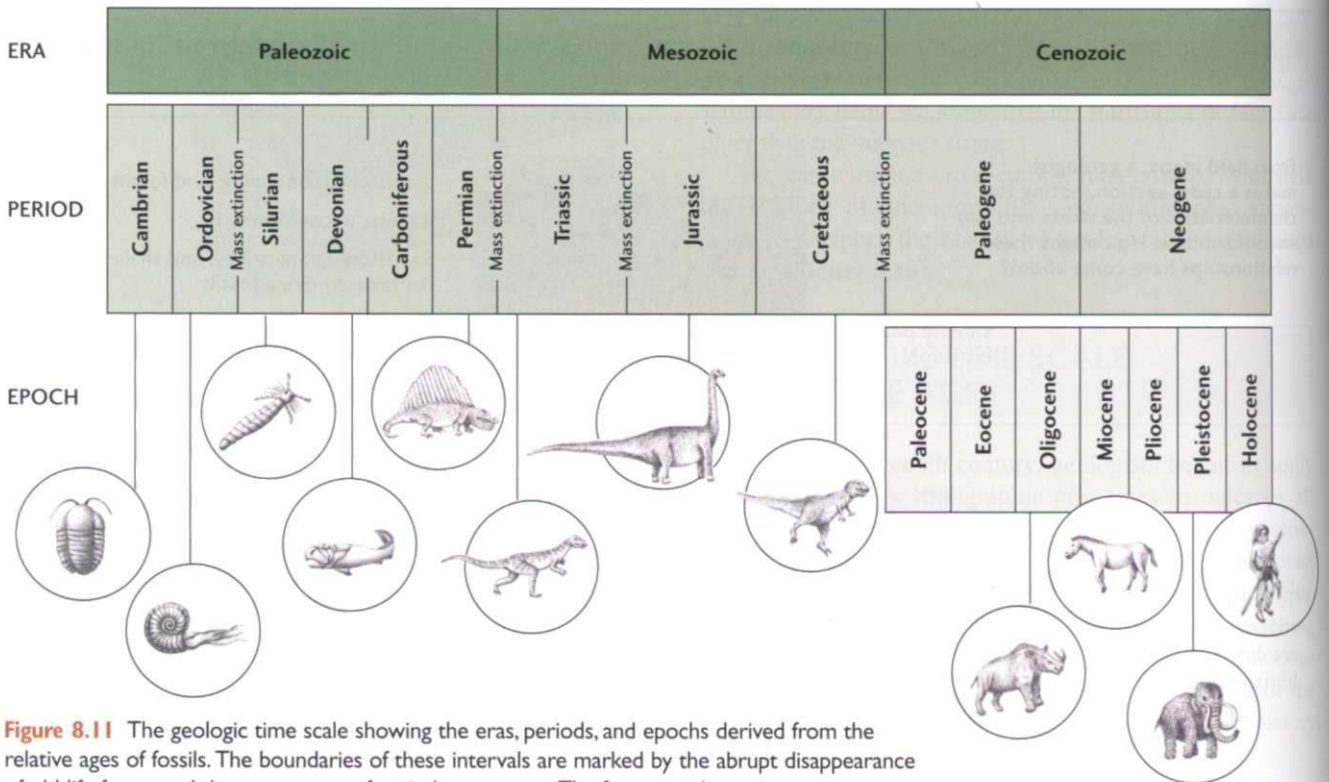 ERA
Paleozoic
Mesozoic
Cenozoic
PERIOD
Cambrian
Ordovician
Mass extinction
Silurian
Devonian
Carboniferous
Permian
Mass extinction
Triassic
Mass extinction
Jurassic
Cretaceous
Mass extinction
Paleogene
Neogene
EPOCH
Paleocene
Eocene
Oligocene
Miocene
Pliocene
Pleistocene
Holocene
Figure 8.11 The geologic time scale showing the eras, periods, and epochs derived from the
relative ages of fossils. The boundaries of these intervals are marked by the abrupt disappearance